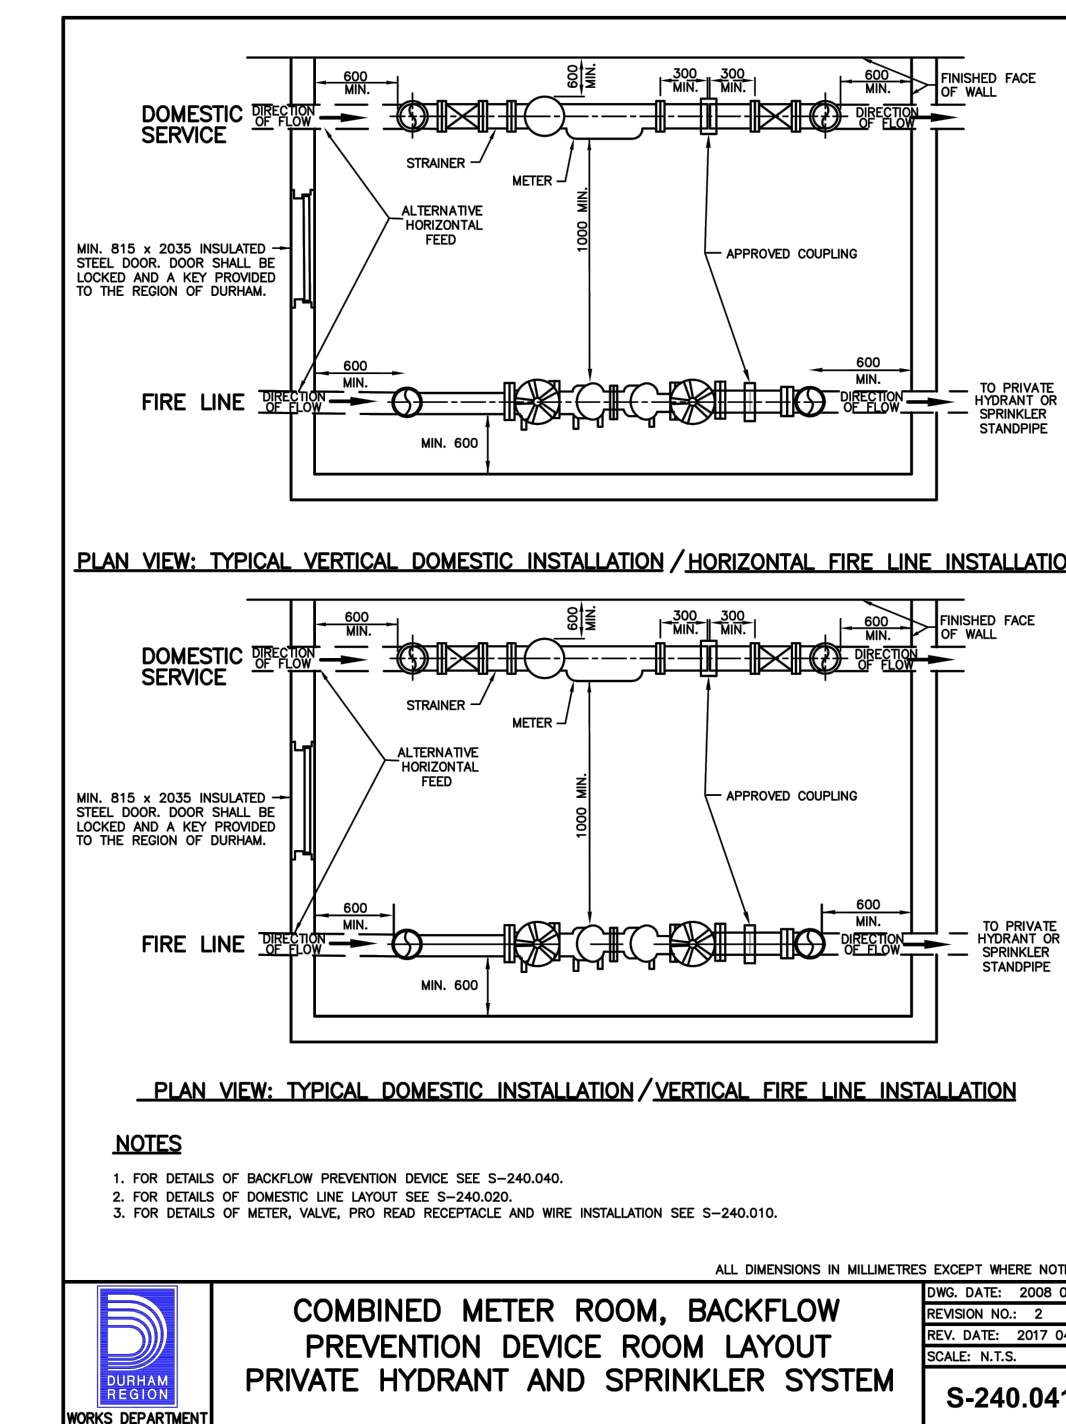 600
MIN.
600
MIN.
300
MIN.
300
MIN.
600
MIN.
FINISHED FACE
OF WALL
DOMESTIC
SERVICE
DIRECTION
OF FLOW
DIRECTION
OF FLOW
STRAINER
METER
1000 MIN.
ALTERNATIVE
HORIZONTAL
FEED
APPROVED COUPLING
MIN. 815 x 2035 INSULATED
STEEL DOOR. DOOR SHALL BE
LOCKED AND A KEY PROVIDED
TO THE REGION OF DURHAM.
600
MIN.
600
MIN.
FIRE LINE
DIRECTION
OF FLOW
DIRECTION
OF FLOW
TO PRIVATE
HYDRANT OR
SPRINKLER
STANDPIPE
MIN. 600
PLAN VIEW: TYPICAL VERTICAL DOMESTIC INSTALLATION / HORIZONTAL FIRE LINE INSTALLATIO
600
MIN.
600
MIN.
300
MIN.
300
MIN.
600
MIN.
FINISHED FACE
OF WALL
DOMESTIC
SERVICE
DIRECTION
OF FLOW
DIRECTION
OF FLOW
STRAINER
METER
1000 MIN.
ALTERNATIVE
HORIZONTAL
FEED
APPROVED COUPLING
MIN. 815 x 2035 INSULATED
STEEL DOOR. DOOR SHALL BE
LOCKED AND A KEY PROVIDED
TO THE REGION OF DURHAM.
600
MIN.
600
MIN.
FIRE LINE
DIRECTION
OF FLOW
DIRECTION
OF FLOW
TO PRIVATE
HYDRANT OR
SPRINKLER
STANDPIPE
MIN. 600
PLAN VIEW: TYPICAL DOMESTIC INSTALLATION / VERTICAL FIRE LINE INSTALLATION
NOTES
1. FOR DETAILS OF BACKFLOW PREVENTION DEVICE SEE S-240.040.
2. FOR DETAILS OF DOMESTIC LINE LAYOUT SEE S-240.020.
3. FOR DETAILS OF METER, VALVE, PRO READ RECEPTACLE AND WIRE INSTALLATION SEE S-240.010.
ALL DIMENSIONS IN MILLIMETRES EXCEPT WHERE NOT
DURHAM
REGION
WORKS DEPARTMENT
COMBINED METER ROOM, BACKFLOW
PREVENTION DEVICE ROOM LAYOUT
PRIVATE HYDRANT AND SPRINKLER SYSTEM
DWG. DATE: 2008 0
REVISION NO.: 2
REV. DATE: 2017 04
SCALE: N.T.S.
S-240.041